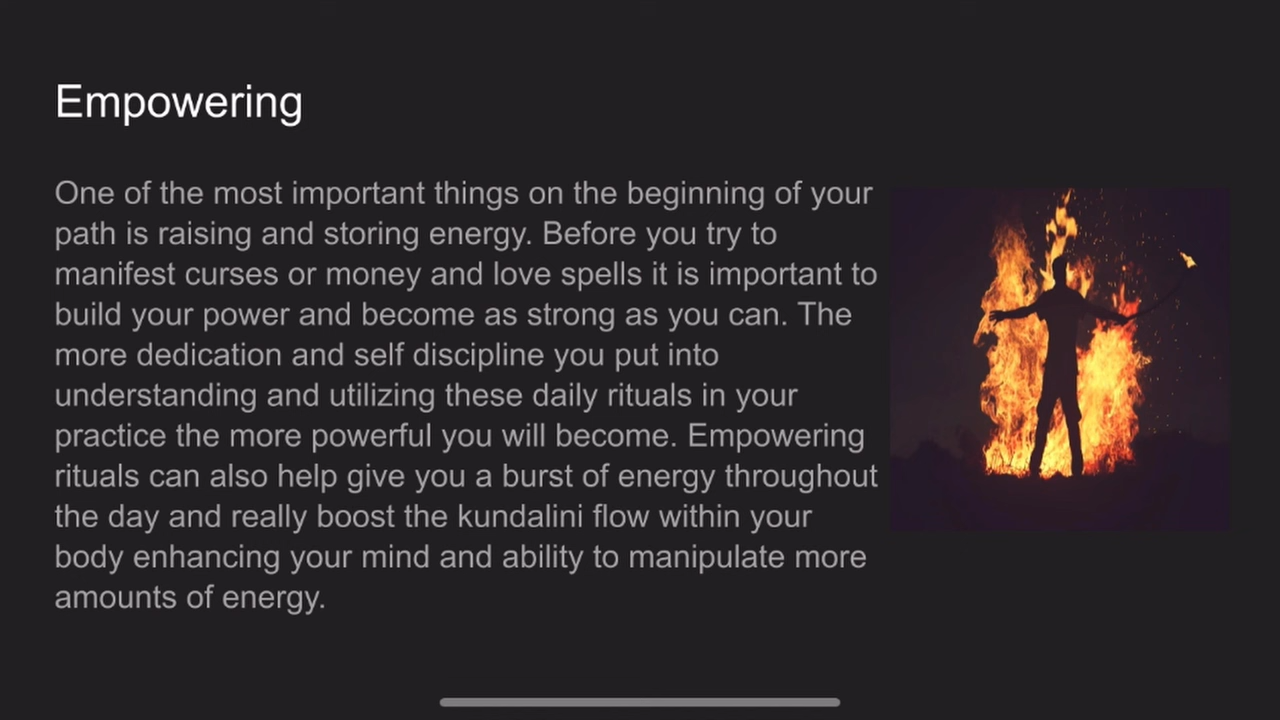 Empowering
One of the most important things on the beginning of your
path is raising and storing energy. Before you try to
manifest curses or money and love spells it is important to
build your power and become as strong as you can. The
more dedication and self discipline you put into
understanding and utilizing these daily rituals in your
practice the more powerful you will become. Empowering
rituals can also help give you a burst of energy throughout
the day and really boost the kundalini flow within your
body enhancing your mind and ability to manipulate more
amounts of energy.